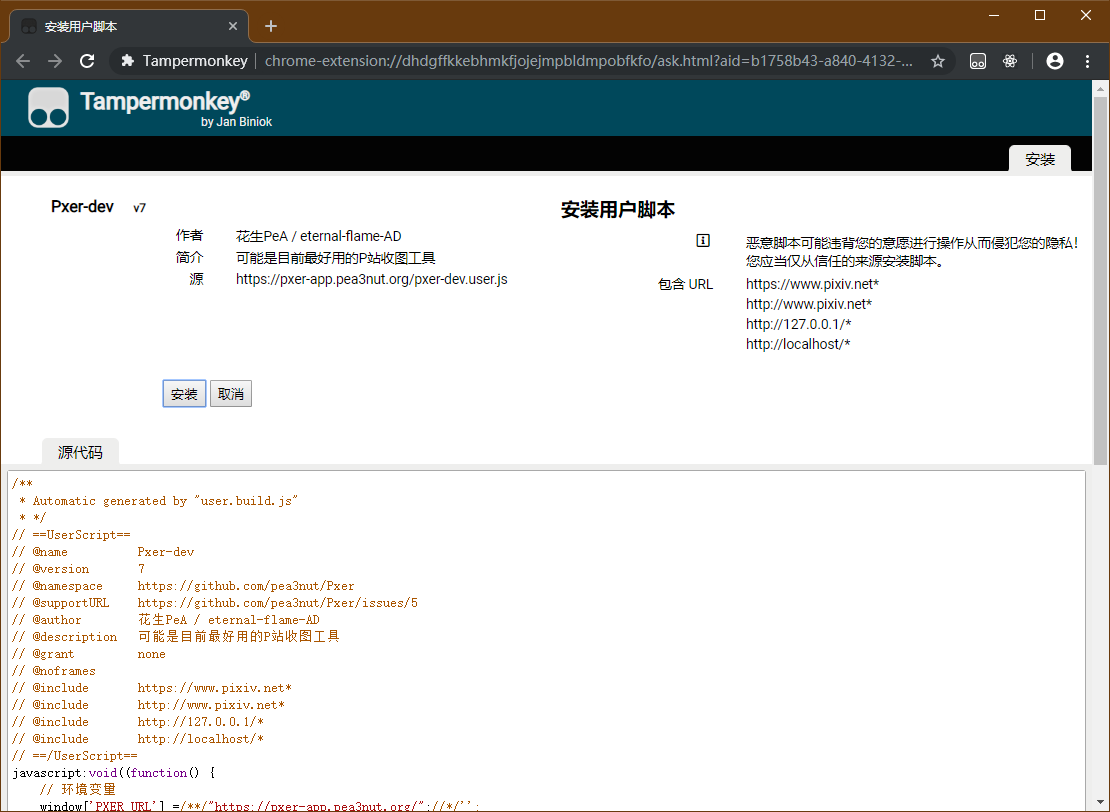 安装用户脚本
Tampermonkey
chrome-extension://dhdgffkkebhmkfjojejmpbldmpobfkfo/ask.html?aid=b1758b43-a840-4132-...
Tampermonkey®
by Jan Biniok
安装
Pxer-dev v7
作者 花生PeA / eternal-flame-AD
简介 可能是目前最好用的P站收图工具
源 https://pxer-app.pea3nut.org/pxer-dev.user.js
安装用户脚本
恶意脚本可能违背您的意愿进行操作从而侵犯您的隐私！
您应当仅从信任的来源安装脚本。
包含 URL https://www.pixiv.net*
http://www.pixiv.net*
http://127.0.0.1/*
http://localhost/*
安装 取消
源代码
/**
 * Automatic generated by "user.build.js"
 * */
// ==UserScript==
// @name Pxer-dev
// @version 7
// @namespace https://github.com/pea3nut/Pxer
// @supportURL https://github.com/pea3nut/Pxer/issues/5
// @author 花生PeA / eternal-flame-AD
// @description 可能是目前最好用的P站收图工具
// @grant none
// @noframes
// @include https://www.pixiv.net*
// @include http://www.pixiv.net*
// @include http://127.0.0.1/*
// @include http://localhost/*
// ==/UserScript==
javascript:void((function() {
// 环境变量
window['PXER_URL'] =/**/"https://pxer-app.pea3nut.org/";//*/'';